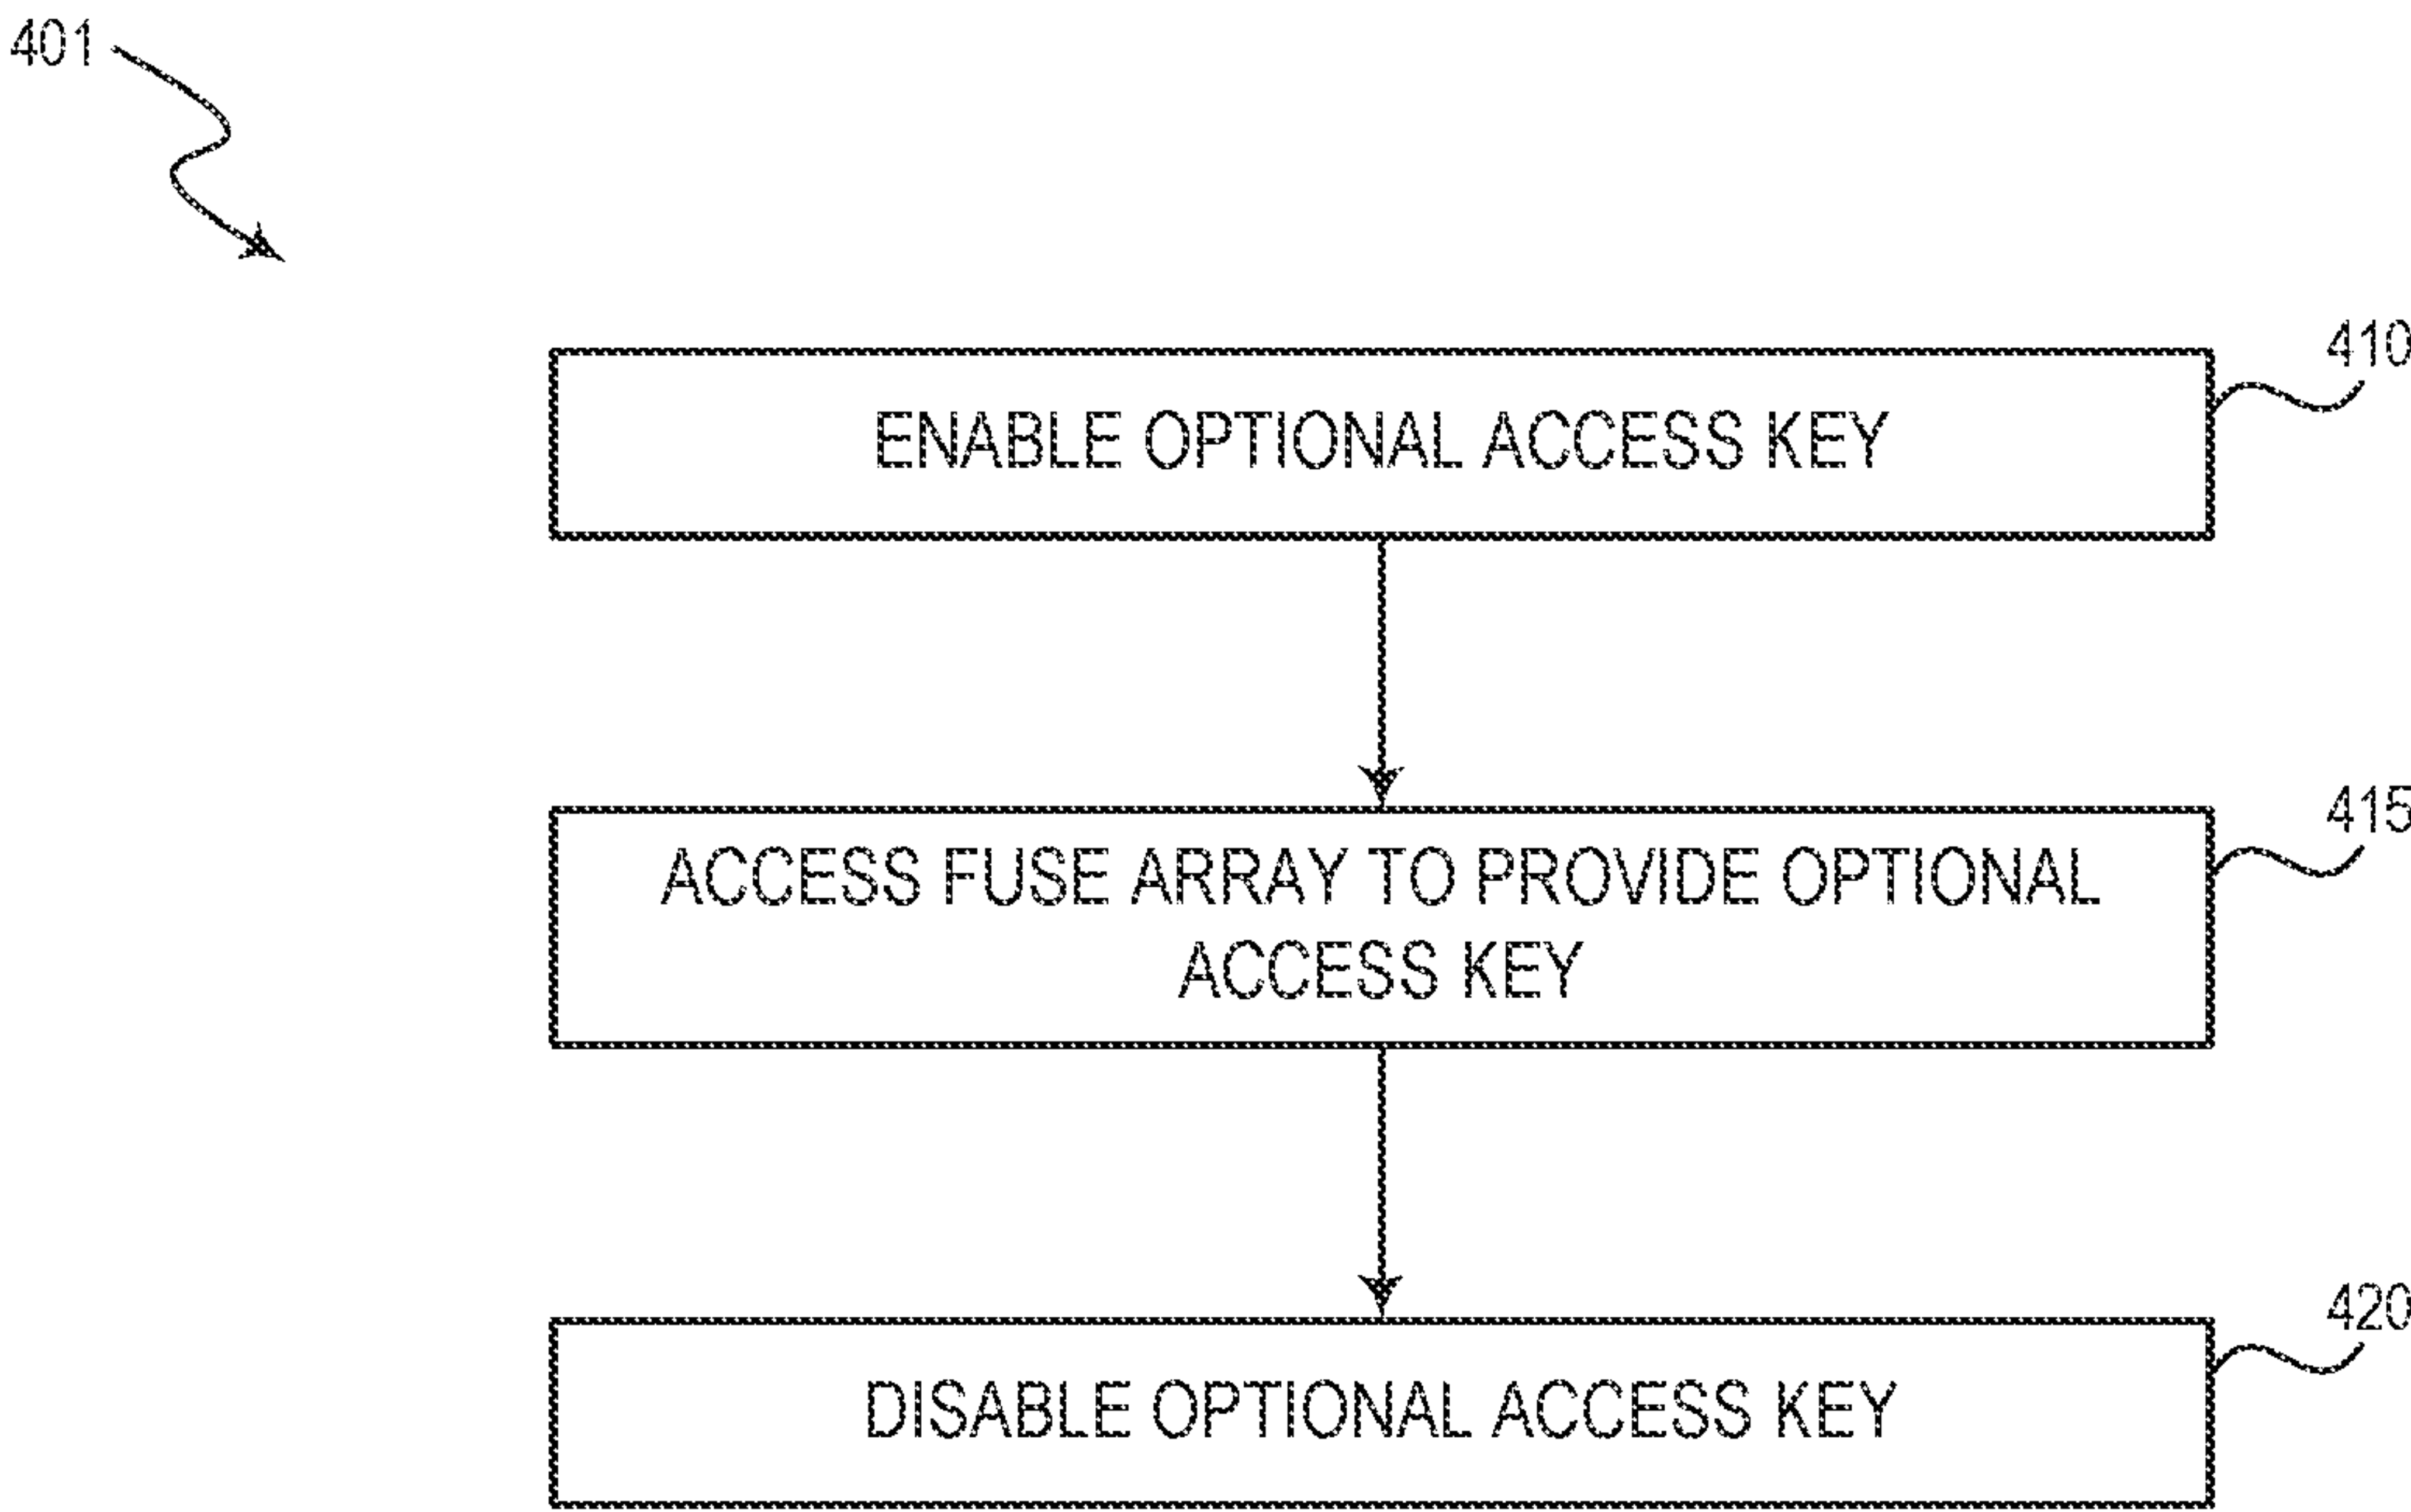 401
410
ENABLE OPTIONAL ACCESS KEY
415
ACCESS FUSE ARRAY TO PROVIDE OPTIONAL
ACCESS KEY
420
DISABLE OPTIONAL ACCESS KEY